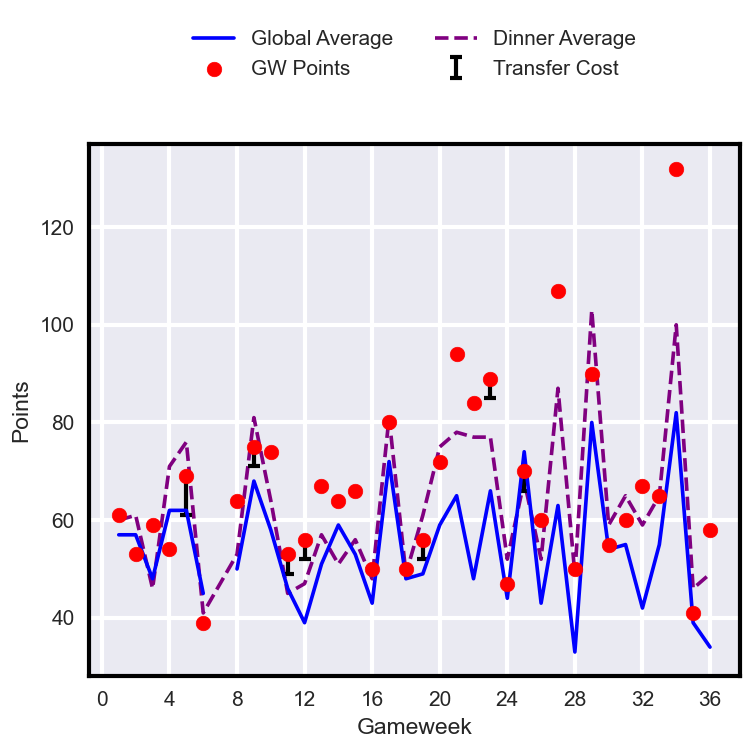 Global Average
Dinner Average
GW Points
Transfer Cost
120
100
80
60
40
Points
0 4 8 12 16 20 24 28 32 36
Gameweek